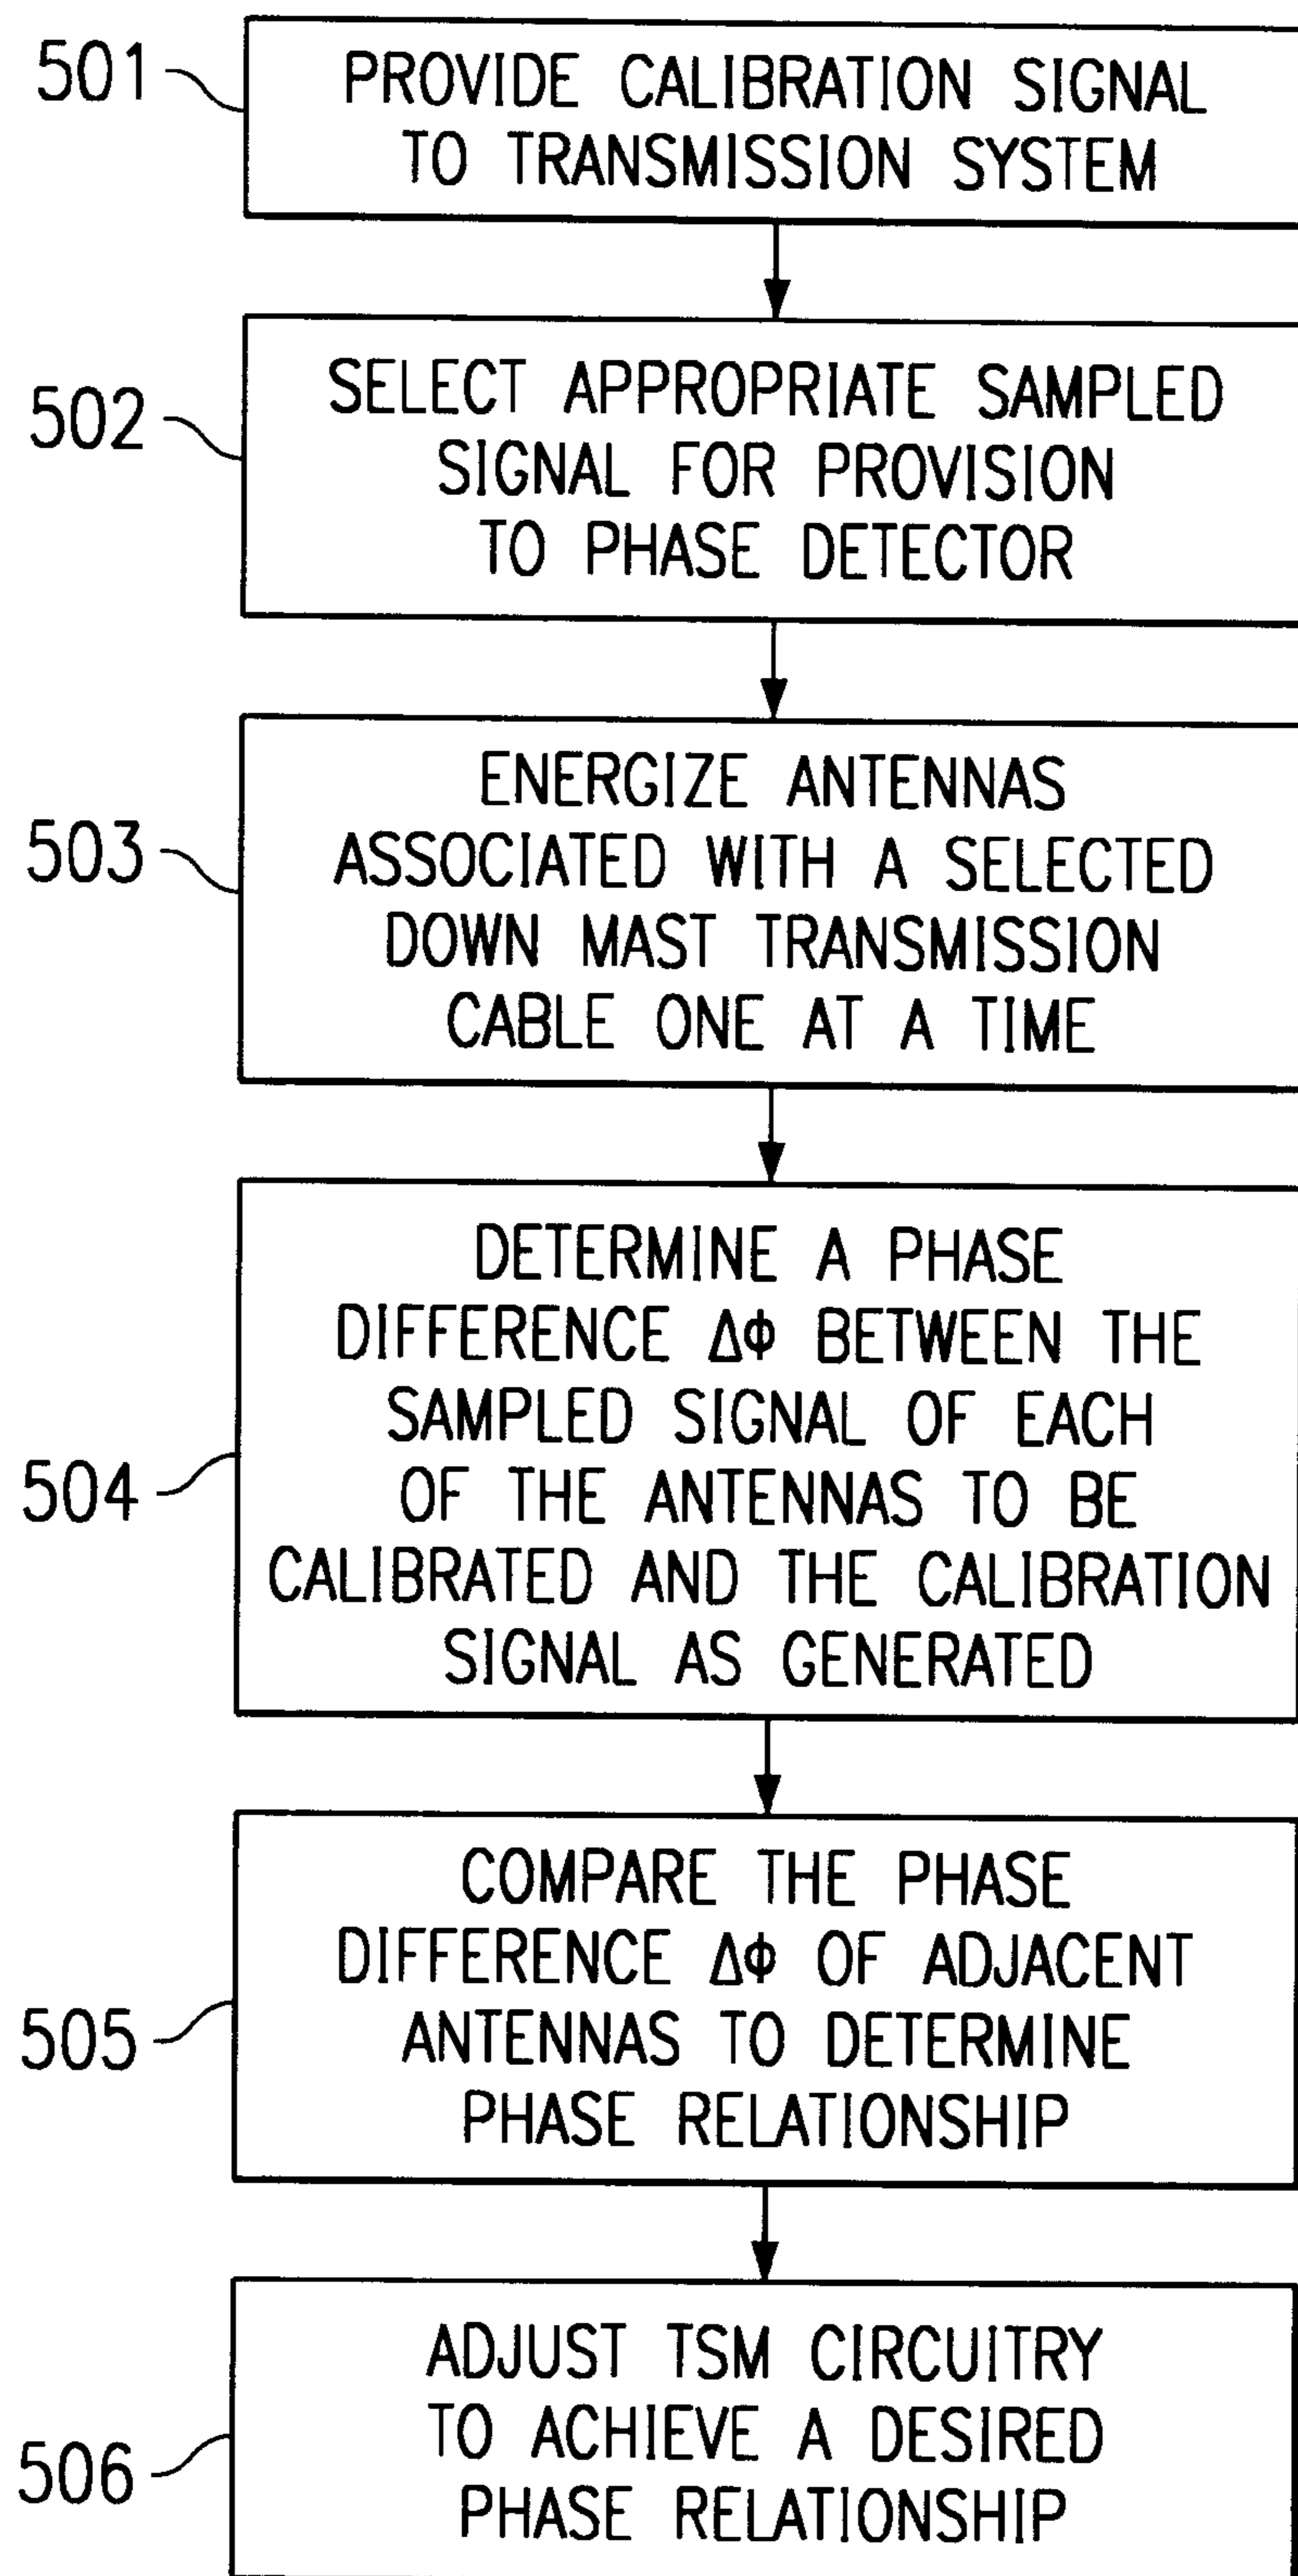 501
PROVIDE CALIBRATION SIGNAL
TO TRANSMISSION SYSTEM
502
SELECT APPROPRIATE SAMPLED
SIGNAL FOR PROVISION
TO PHASE DETECTOR
503
ENERGIZE ANTENNAS
ASSOCIATED WITH A SELECTED
DOWN MAST TRANSMISSION
CABLE ONE AT A TIME
504
DETERMINE A PHASE
DIFFERENCE ΔΦ BETWEEN THE
SAMPLED SIGNAL OF EACH
OF THE ANTENNAS TO BE
CALIBRATED AND THE CALIBRATION
SIGNAL AS GENERATED
505
COMPARE THE PHASE
DIFFERENCE ΔΦ OF ADJACENT
ANTENNAS TO DETERMINE
PHASE RELATIONSHIP
506
ADJUST TSM CIRCUITRY
TO ACHIEVE A DESIRED
PHASE RELATIONSHIP